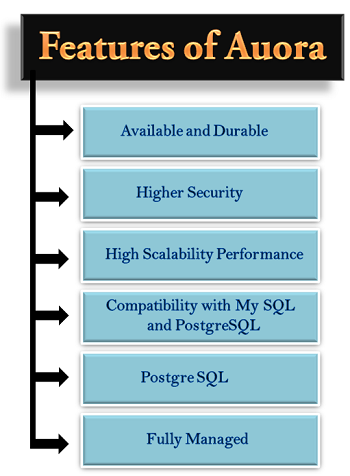 Features of Auora
Available and Durable
Higher Security
High Scalability Performance
Compatibility with My SQL
and PostgreSQL
Postgre SQL
Fully Managed